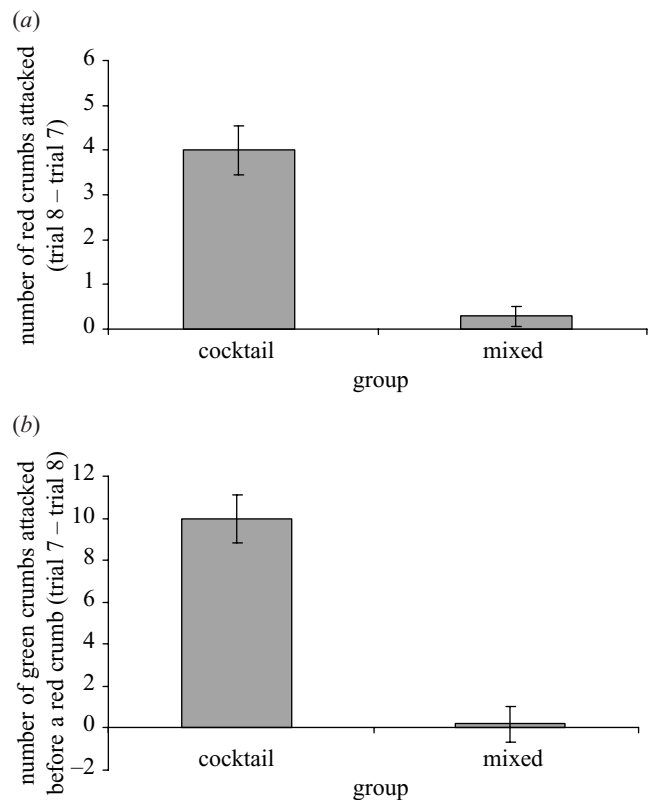 (a)
number of red crumbs attacked
(trial 8 – trial 7)
6
5
4
3
2
1
0
cocktail mixed
group
(b)
number of green crumbs attacked
before a red crumb (trial 7 – trial 8)
12
10
8
6
4
2
0
–2
cocktail mixed
group